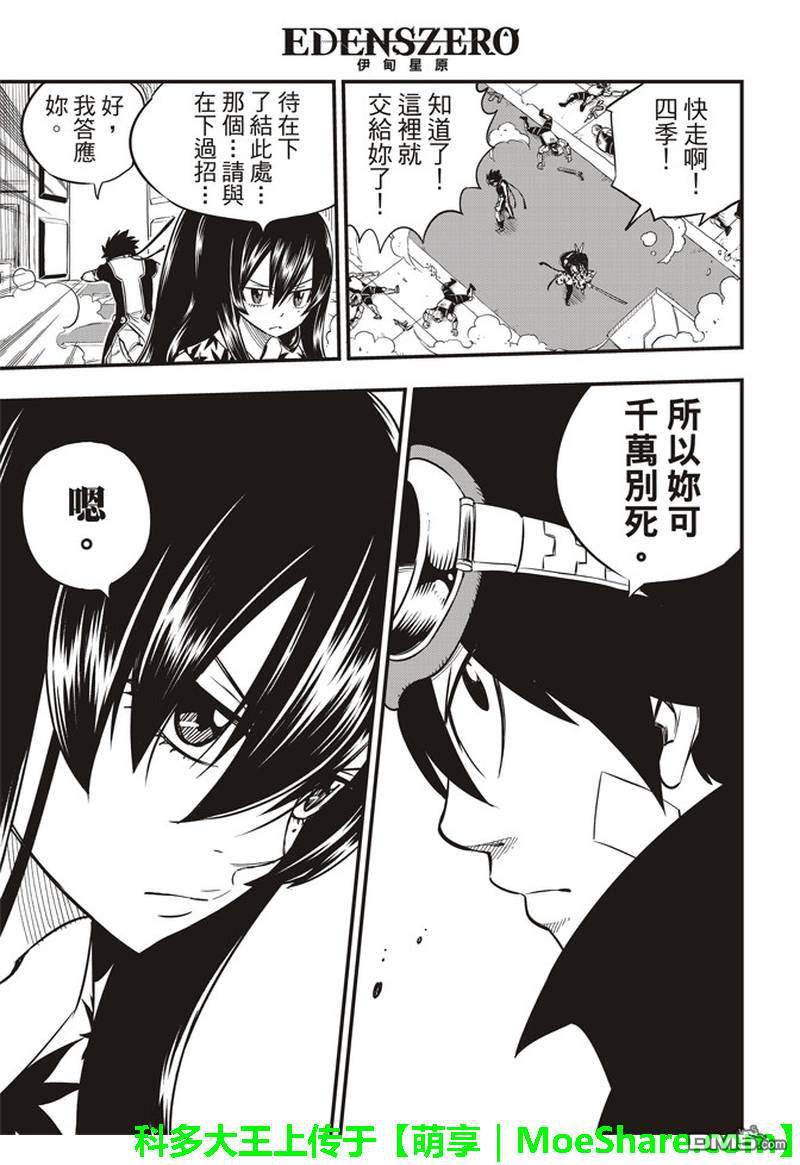 EDENSZERO
伊甸星原
快走啊！
四季！
知道了！
這裡就
交給妳了！
待在下
了結此處…
那個…請與
在下過招…
好，
我答應
妳。
所以妳可
千萬別死。
嗯。
科多大王上传于【萌享｜MoeShare